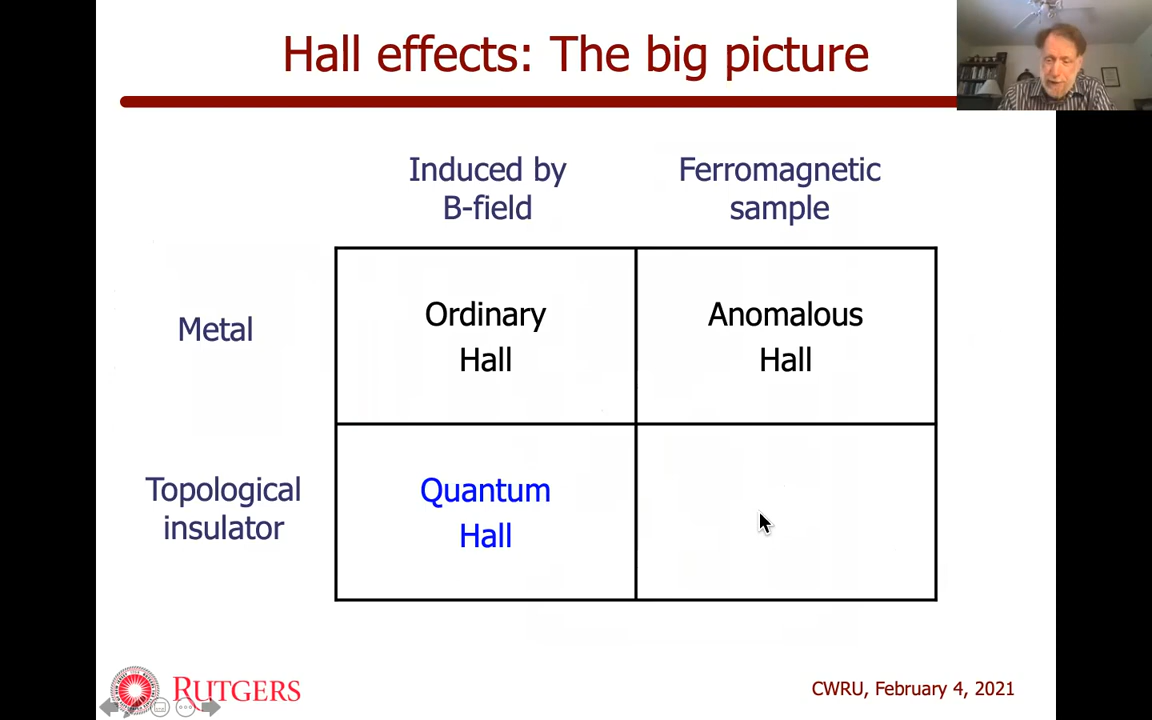 Hall effects: The big picture
Induced by
B-field
Ferromagnetic
sample
Metal
Ordinary
Hall
Anomalous
Hall
Topological
insulator
Quantum
Hall
RUTGERS
CWRU, February 4, 2021